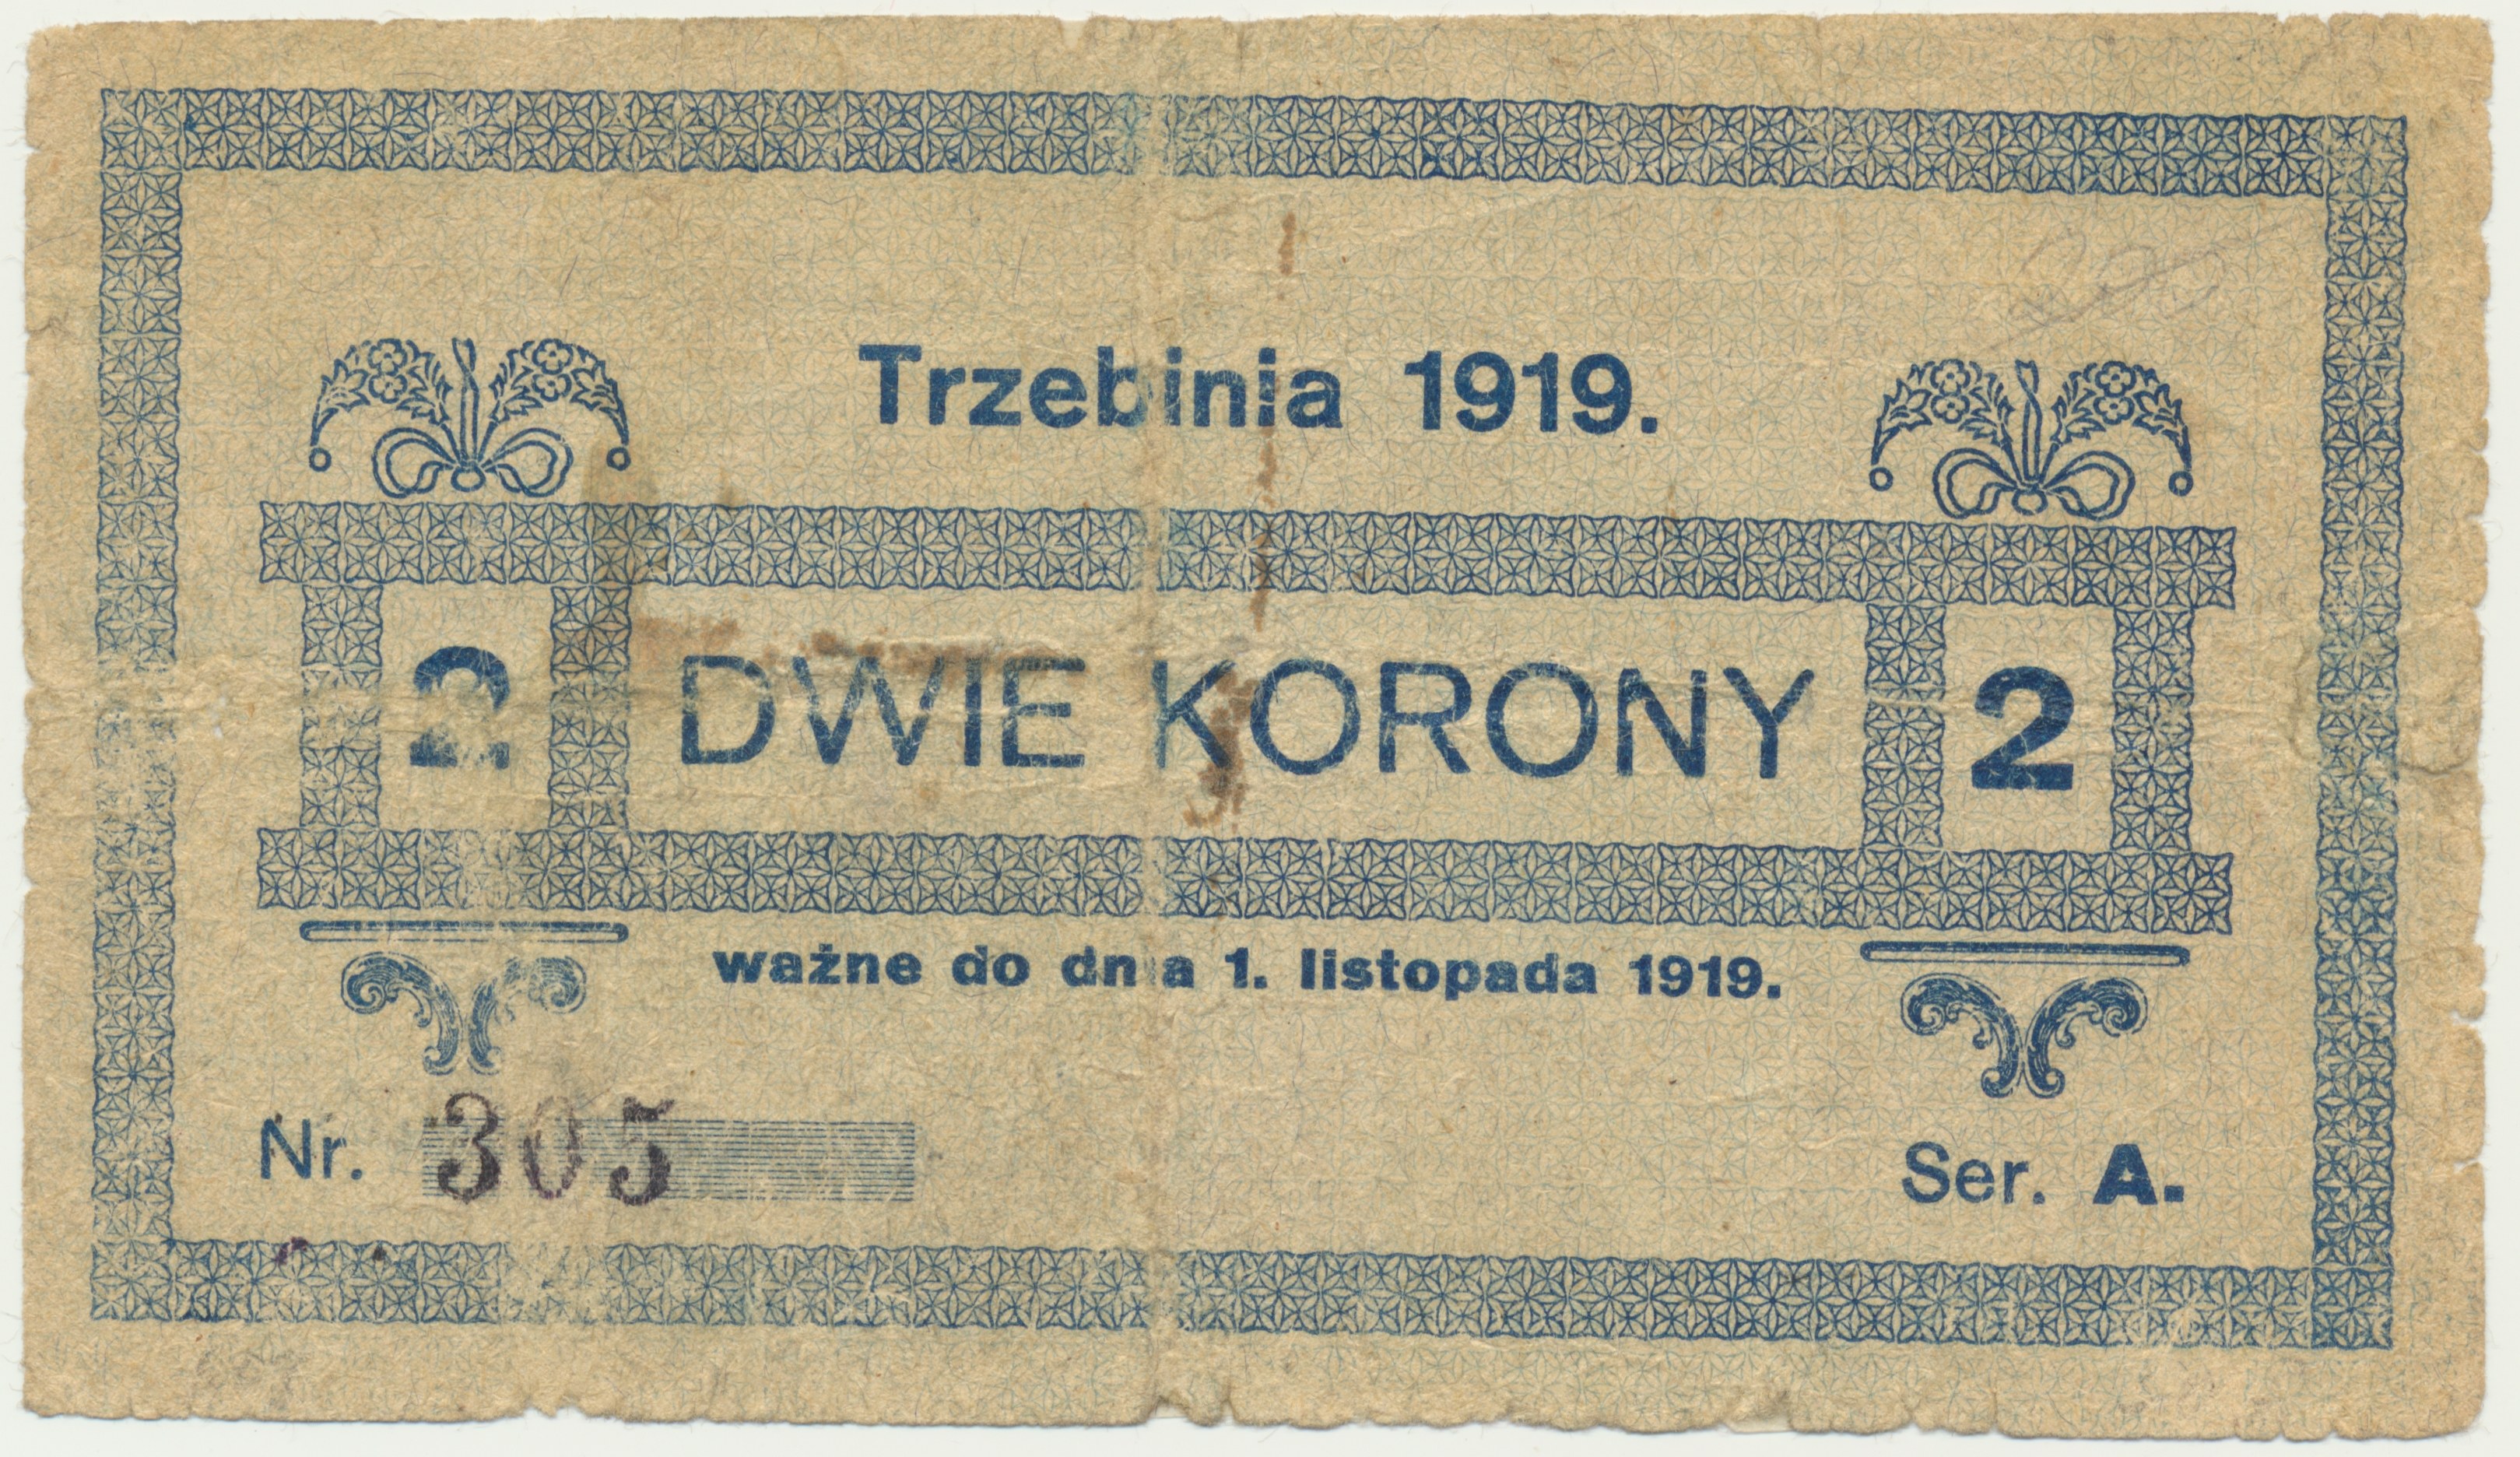 Trzebinia 1919.
2 DWIE KORONY 2
ważne do dnia 1. listopada 1919.
Nr. 305
Ser. A.